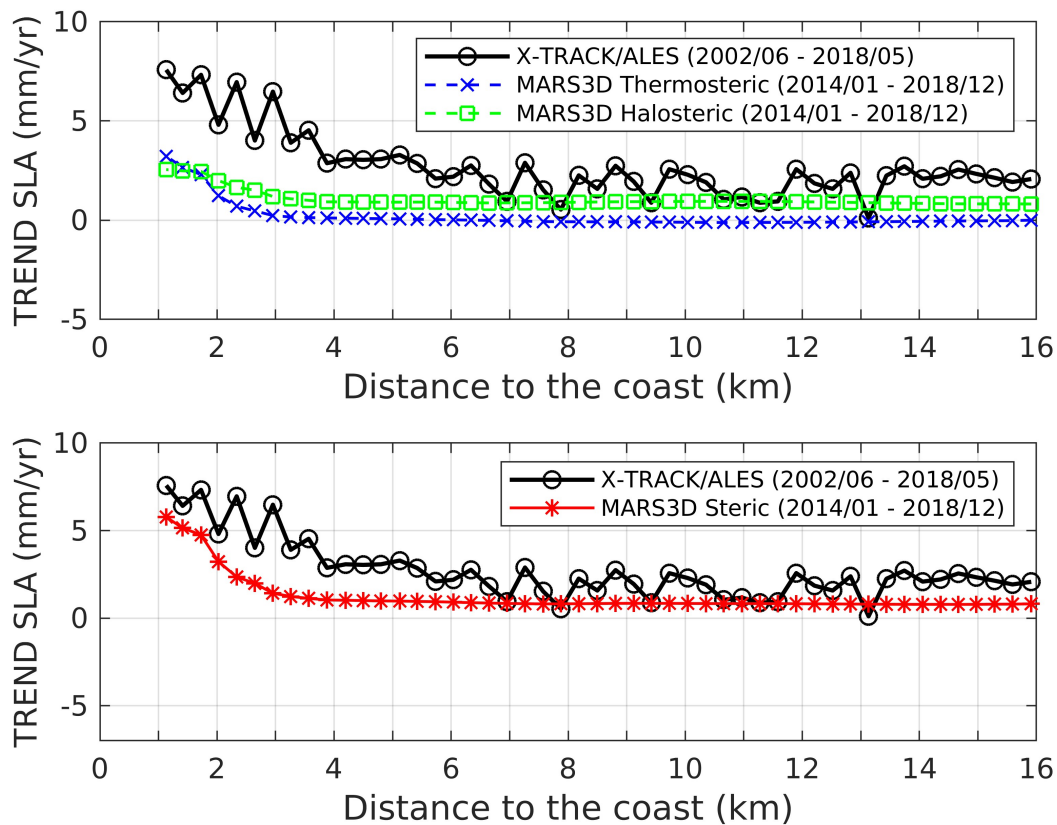 TREND SLA (mm/yr)
10
5
0
-5
X-TRACK/ALES (2002/06 - 2018/05)
MARS3D Thermosteric (2014/01 - 2018/12)
MARS3D Halosteric (2014/01 - 2018/12)
0 2 4 6 8 10 12 14 16
Distance to the coast (km)
TREND SLA (mm/yr)
10
5
0
-5
X-TRACK/ALES (2002/06 - 2018/05)
MARS3D Steric (2014/01 - 2018/12)
0 2 4 6 8 10 12 14 16
Distance to the coast (km)